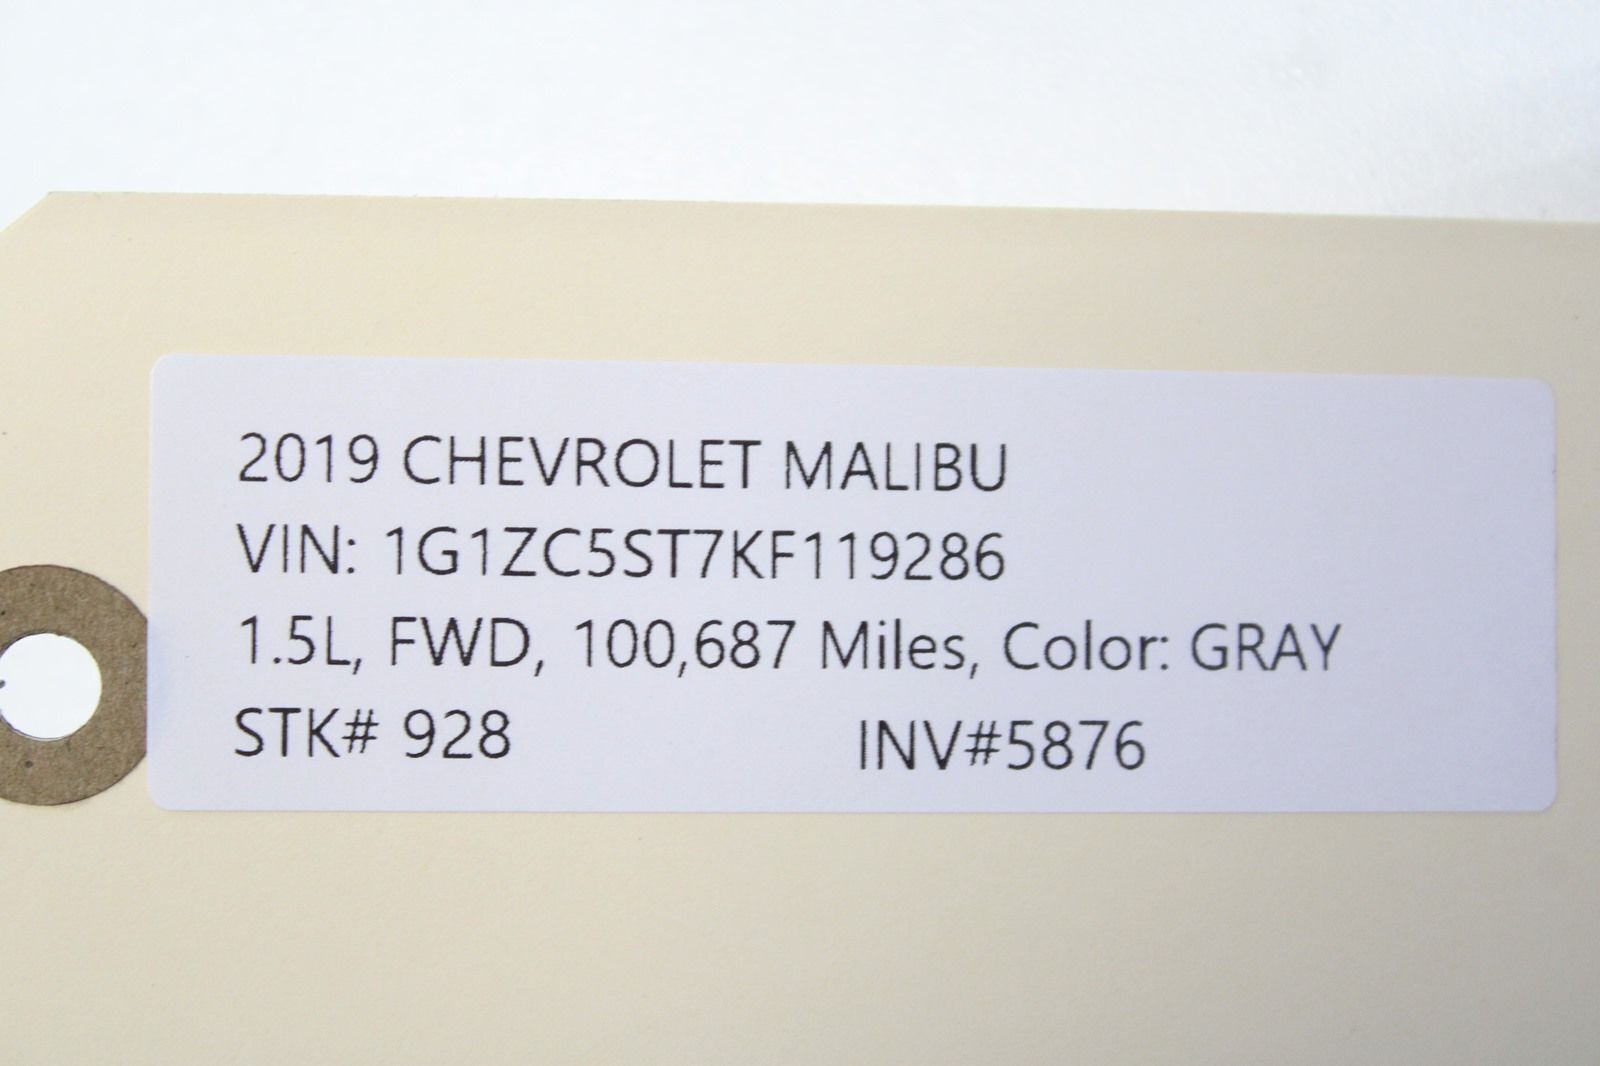 2019 CHEVROLET MALIBU
VIN: 1G1ZC5ST7KF119286
1.5L, FWD, 100,687 Miles, Color: GRAY
STK# 928 INV#5876